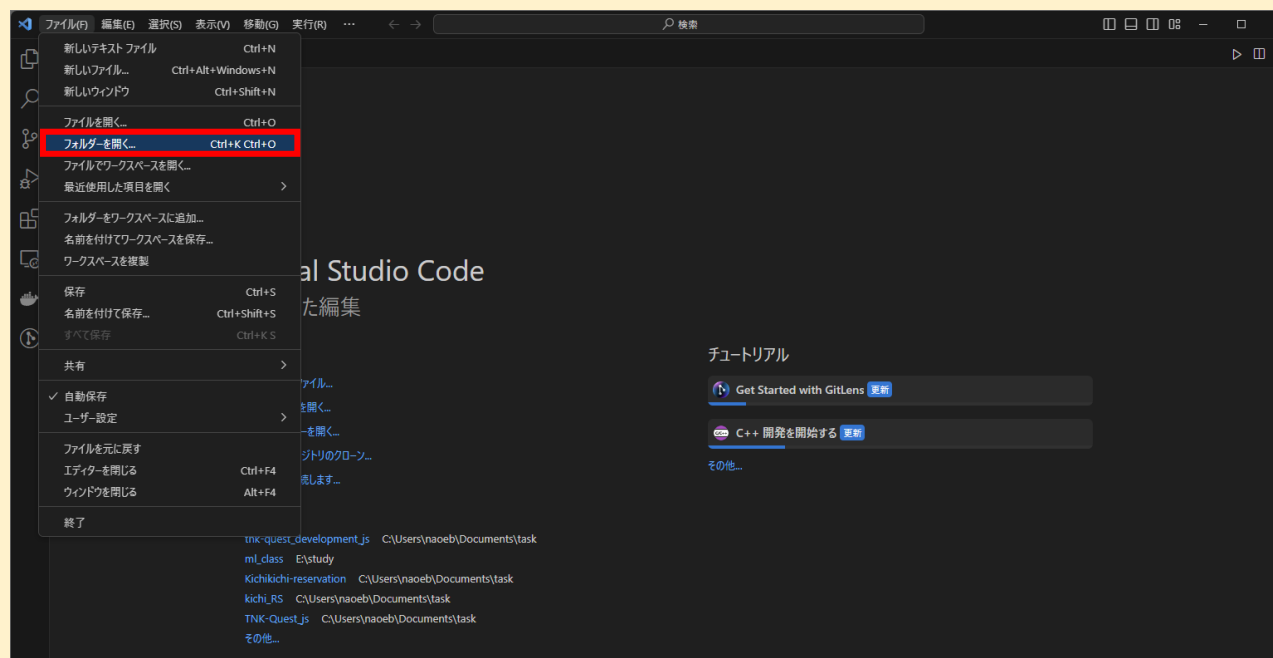 ファイル(F) 編集(E) 選択(S) 表示(V) 移動(G) 実行(R) … 検索
新しいテキスト ファイル Ctrl+N
新しいファイル... Ctrl+Alt+Windows+N
新しいウィンドウ Ctrl+Shift+N
ファイルを開く... Ctrl+O
フォルダーを開く... Ctrl+K Ctrl+O
ファイルでワークスペースを開く...
最近使用した項目を開く
フォルダーをワークスペースに追加...
名前を付けてワークスペースを保存...
ワークスペースを複製
保存 Ctrl+S
名前を付けて保存... Ctrl+Shift+S
すべて保存 Ctrl+K S
共有
自動保存
ユーザー設定
ファイルを元に戻す
エディターを閉じる Ctrl+F4
ウィンドウを閉じる Alt+F4
終了
al Studio Code
た編集
ァイル...
を開く...
ーを開く...
ジトリのクローン...
続します...
tnk-quest_development_js C:\Users\naoeb\Documents\task
ml_class E:\study
Kichikichi-reservation C:\Users\naoeb\Documents\task
kichi_RS C:\Users\naoeb\Documents\task
TNK-Quest_js C:\Users\naoeb\Documents\task
その他...
チュートリアル
Get Started with GitLens 更新
C++ 開発を開始する 更新
その他...